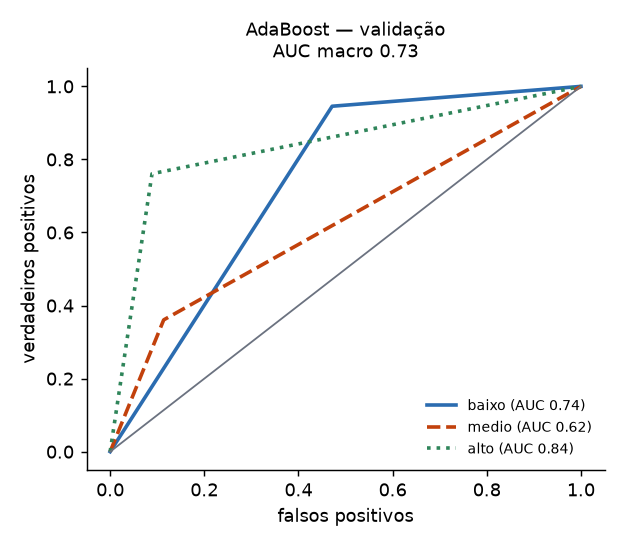 AdaBoost — validação
AUC macro 0.73
verdadeiros positivos
1.0
0.8
0.6
0.4
0.2
0.0
0.0 0.2 0.4 0.6 0.8 1.0
falsos positivos
baixo (AUC 0.74)
medio (AUC 0.62)
alto (AUC 0.84)